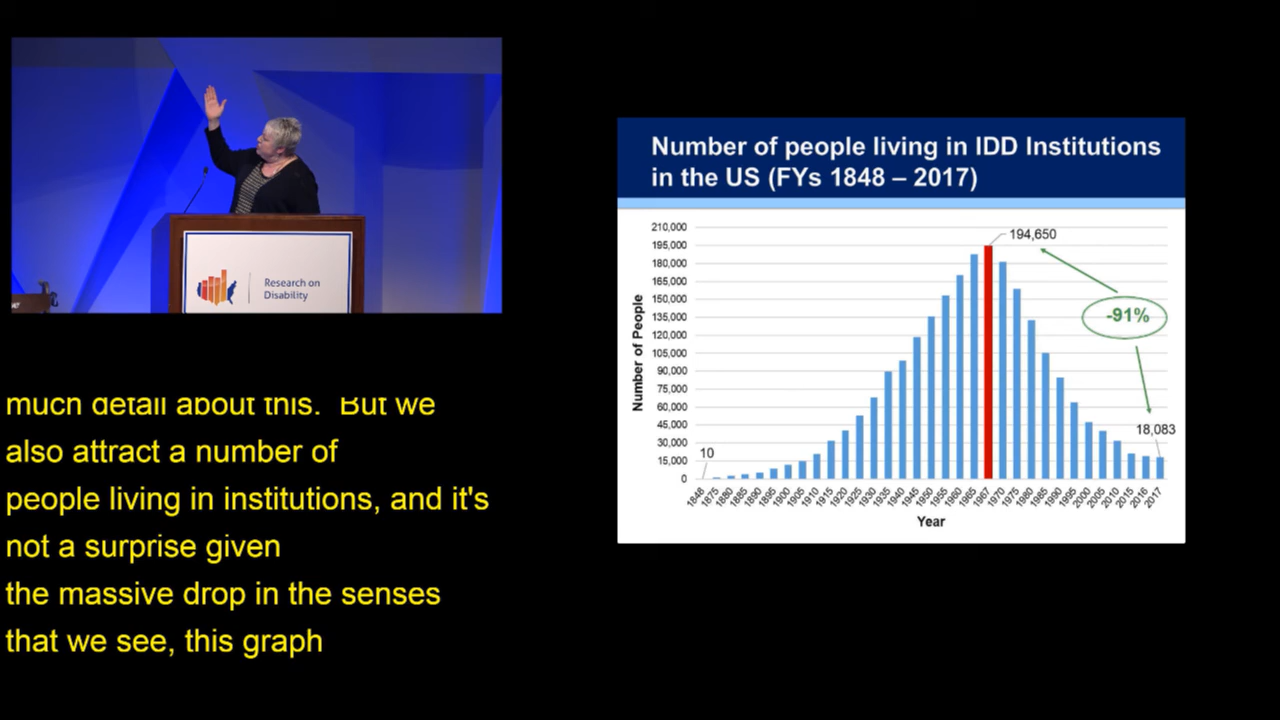 Research on
Disability
much detail about this.  But we
also attract a number of
people living in institutions, and it's
not a surprise given
the massive drop in the senses
that we see, this graph
Number of people living in IDD Institutions
in the US (FYs 1848 – 2017)
Number of People
210,000
195,000
180,000
165,000
150,000
135,000
120,000
105,000
90,000
75,000
60,000
45,000
30,000
15,000
0
10
194,650
-91%
18,083
1848 1875 1880 1885 1890 1895 1900 1905 1910 1915 1920 1925 1930 1935 1940 1945 1950 1955 1960 1965 1967 1970 1975 1980 1985 1990 1995 2000 2005 2010 2015 2016 2017
Year